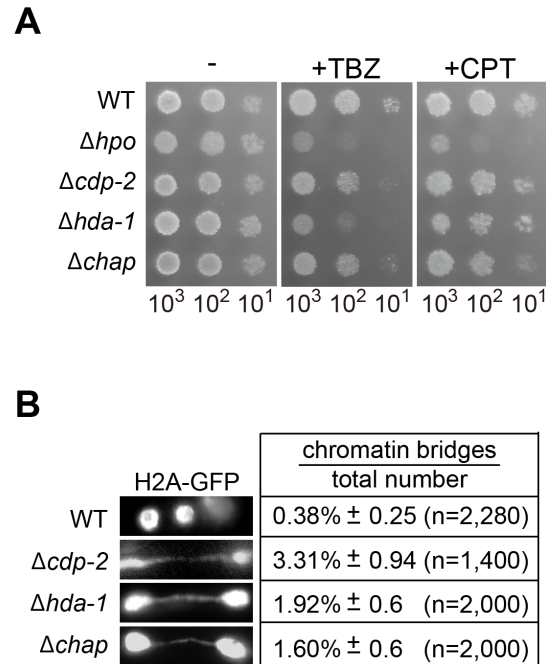 A
- +TBZ +CPT
WT
Δhpo
Δcdp-2
Δhda-1
Δchap
10³ 10² 10¹ 10³ 10² 10¹ 10³ 10² 10¹
B
H2A-GFP chromatin bridges
total number
WT 0.38% ± 0.25 (n=2,280)
Δcdp-2 3.31% ± 0.94 (n=1,400)
Δhda-1 1.92% ± 0.6 (n=2,000)
Δchap 1.60% ± 0.6 (n=2,000)